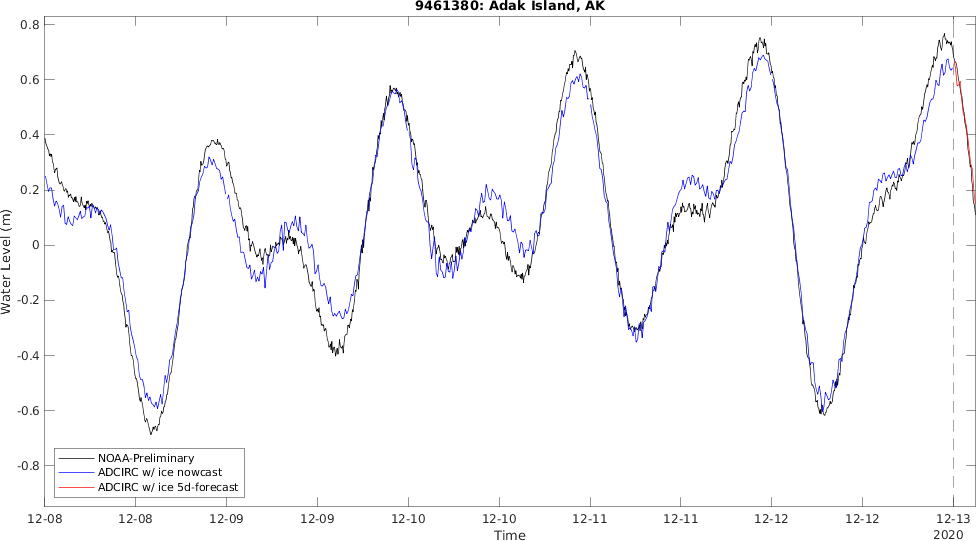 9461380: Adak Island, AK
0.8
0.6
0.4
0.2
0
-0.2
-0.4
-0.6
-0.8
Water Level (m)
NOAA-Preliminary
ADCIRC w/ ice nowcast
ADCIRC w/ ice 5d-forecast
12-08 12-08 12-09 12-09 12-10 12-10 12-11 12-11 12-12 12-12 12-13
Time
2020